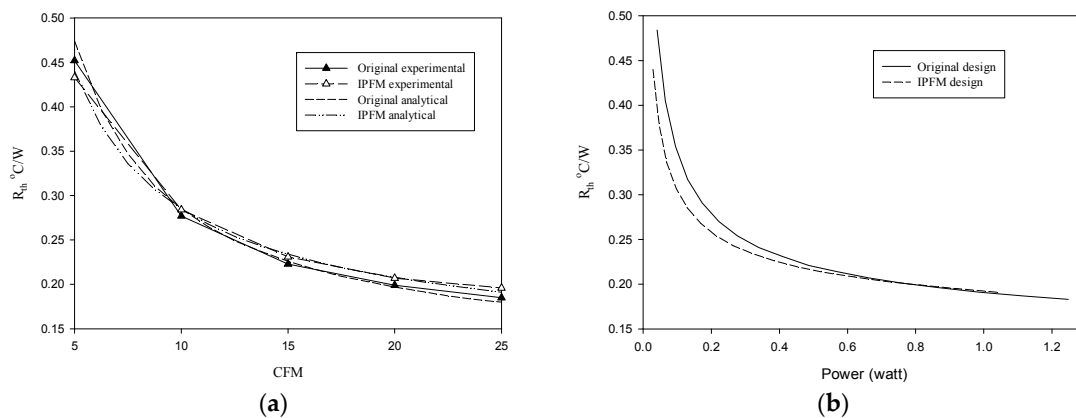 0.50
0.45
0.40
0.35
0.30
0.25
0.20
0.15
R_th °C/W
Original experimental
IPFM experimental
Original analytical
IPFM analytical
5 10 15 20 25
CFM
(a)
0.50
0.45
0.40
0.35
0.30
0.25
0.20
0.15
R_th °C/W
Original design
IPFM design
0.0 0.2 0.4 0.6 0.8 1.0 1.2
Power (watt)
(b)